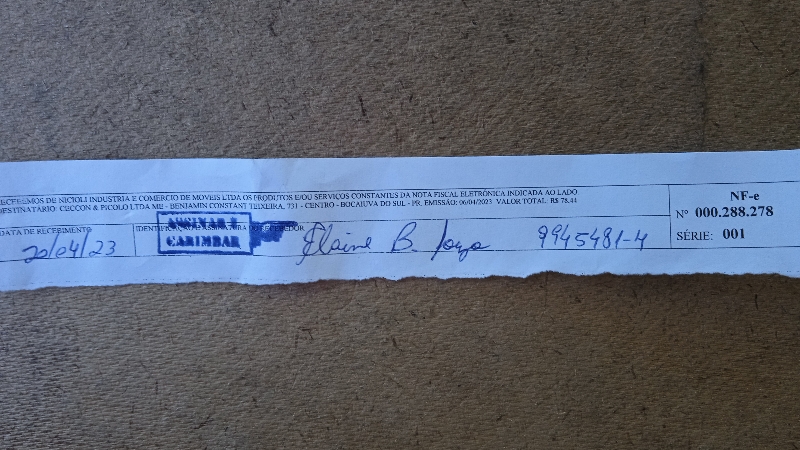 RECEBEMOS DE NICIOLI INDUSTRIA E COMERCIO DE MOVEIS LTDA OS PRODUTOS E/OU SERVIÇOS CONSTANTES DA NOTA FISCAL ELETRÔNICA INDICADA AO LADO
DESTINATÁRIO: CECCON & PICOLO LTDA ME - BENJAMIN CONSTANT TEIXEIRA, 731 - CENTRO - BOCAIUVA DO SUL - PR. EMISSÃO: 06/04/2023 VALOR TOTAL: R$ 78,41
DATA DE RECEBIMENTO
20/04/23
IDENTIFICAÇÃO E ASSINATURA DO RECEBEDOR
ASSINAR E
CARIMBAR
Elaine B. 9945481-4
NF-e
Nº 000.288.278
SÉRIE: 001